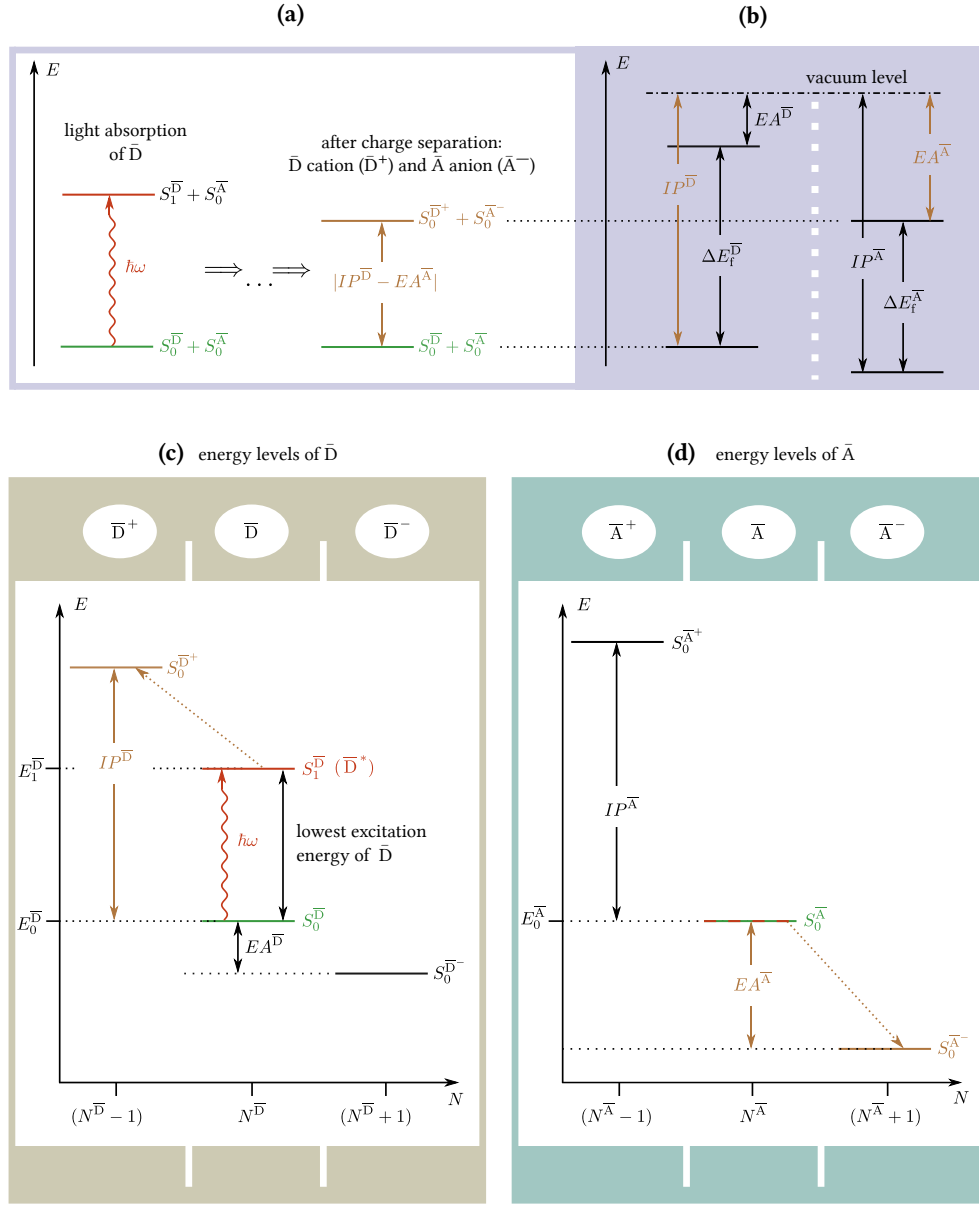 (a)
(b)
E
light absorption
of D̄
S₁^D̄ + S₀^Ā
ħω
S₀^D̄ + S₀^Ā
⟹ ... ⟹
after charge separation:
D̄ cation (D̄⁺) and Ā anion (Ā⁻)
S₀^D̄⁺ + S₀^Ā⁻
|IP^D̄ − EA^Ā|
S₀^D̄ + S₀^Ā
E
vacuum level
EA^D̄
IP^D̄
ΔE_f^D̄
EA^Ā
IP^Ā
ΔE_f^Ā
(c) energy levels of D̄
D̄⁺ D̄ D̄⁻
E
S₀^D̄⁺
IP^D̄
E₁^D̄
S₁^D̄ (D̄*)
ħω
lowest excitation
energy of D̄
E₀^D̄
S₀^D̄
EA^D̄
S₀^D̄⁻
N
(N^D̄ − 1) N^D̄ (N^D̄ + 1)
(d) energy levels of Ā
Ā⁺ Ā Ā⁻
E
S₀^Ā⁺
IP^Ā
E₀^Ā
S₀^Ā
EA^Ā
S₀^Ā⁻
N
(N^Ā − 1) N^Ā (N^Ā + 1)